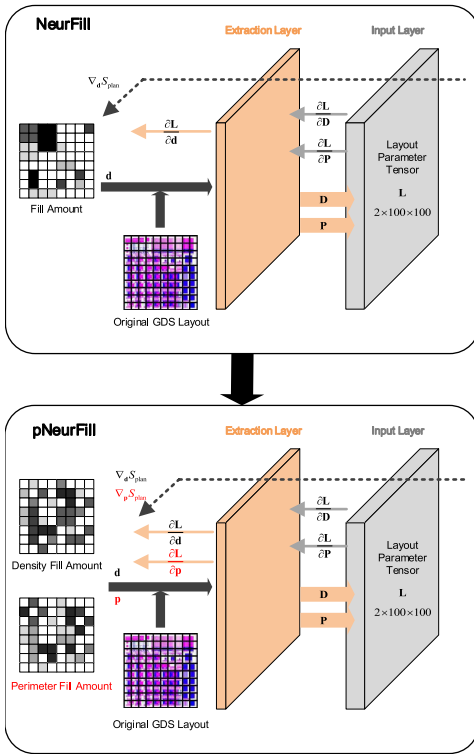 NeurFill
Extraction Layer
Input Layer
∇dSplan
∂L
∂d
∂L
∂D
∂L
∂P
d
Fill Amount
Original GDS Layout
D
P
Layout
Parameter
Tensor
L
2×100×100
pNeurFill
Extraction Layer
Input Layer
∇dSplan
∇pSplan
∂L
∂d
∂L
∂p
∂L
∂D
∂L
∂P
Density Fill Amount
d
p
Perimeter Fill Amount
Original GDS Layout
D
P
Layout
Parameter
Tensor
L
2×100×100